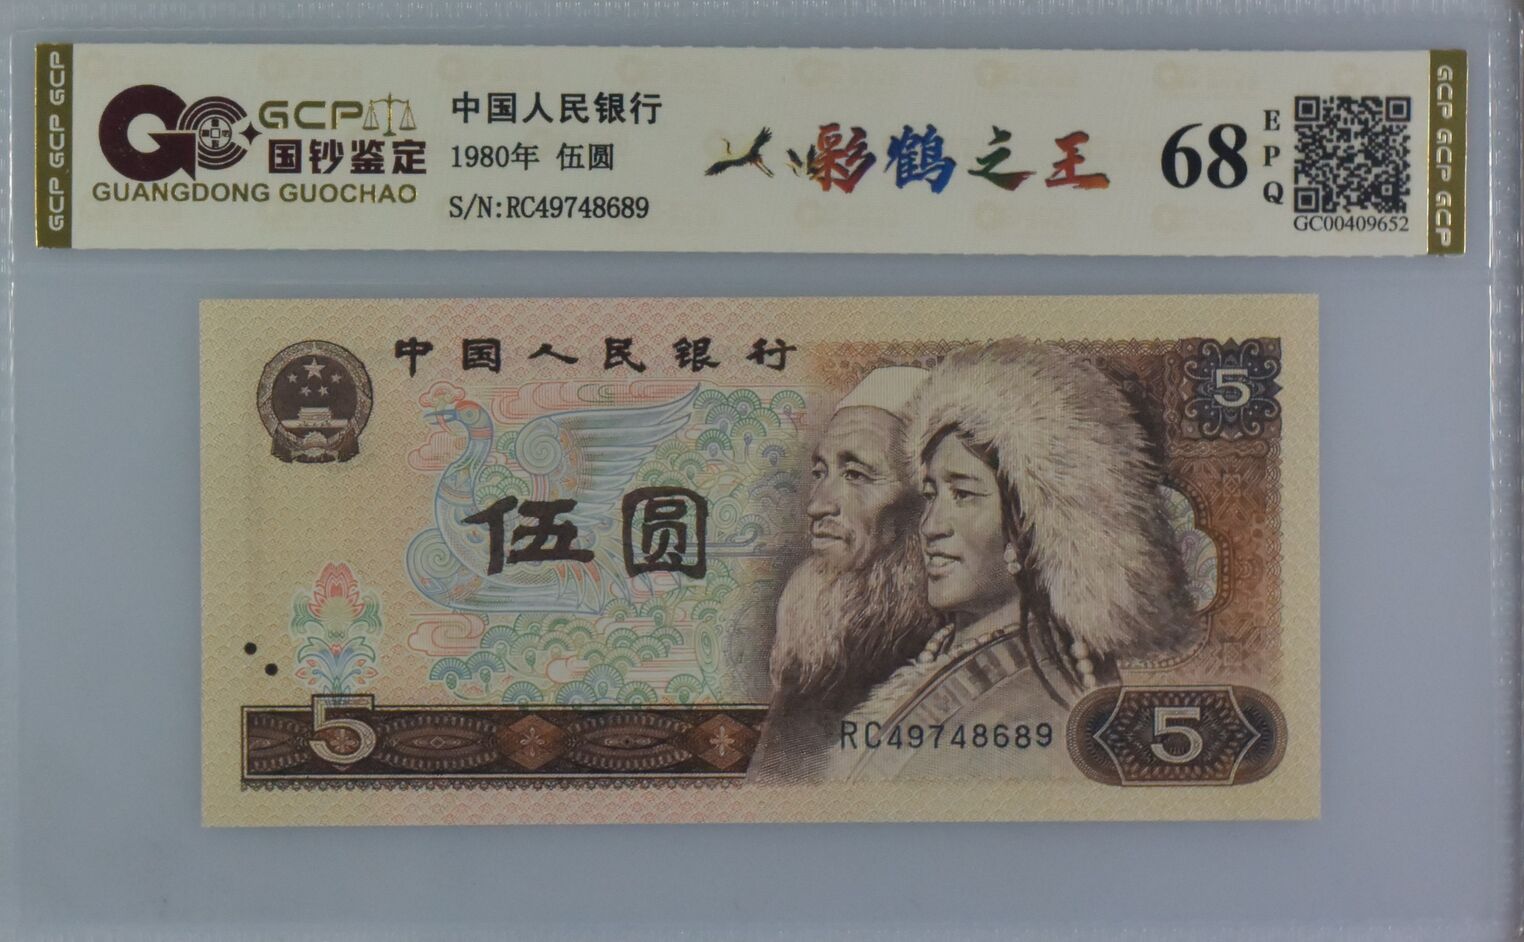 GCP GCP GCP
GCP
国钞鉴定
GUANGDONG GUOCHAO
中国人民银行
1980年 伍圆
S/N:RC49748689
彩鹤之王
68
EPQ
GC00409652
GCP GCP GCP
中国人民银行
5
伍圆
5
RC49748689
5